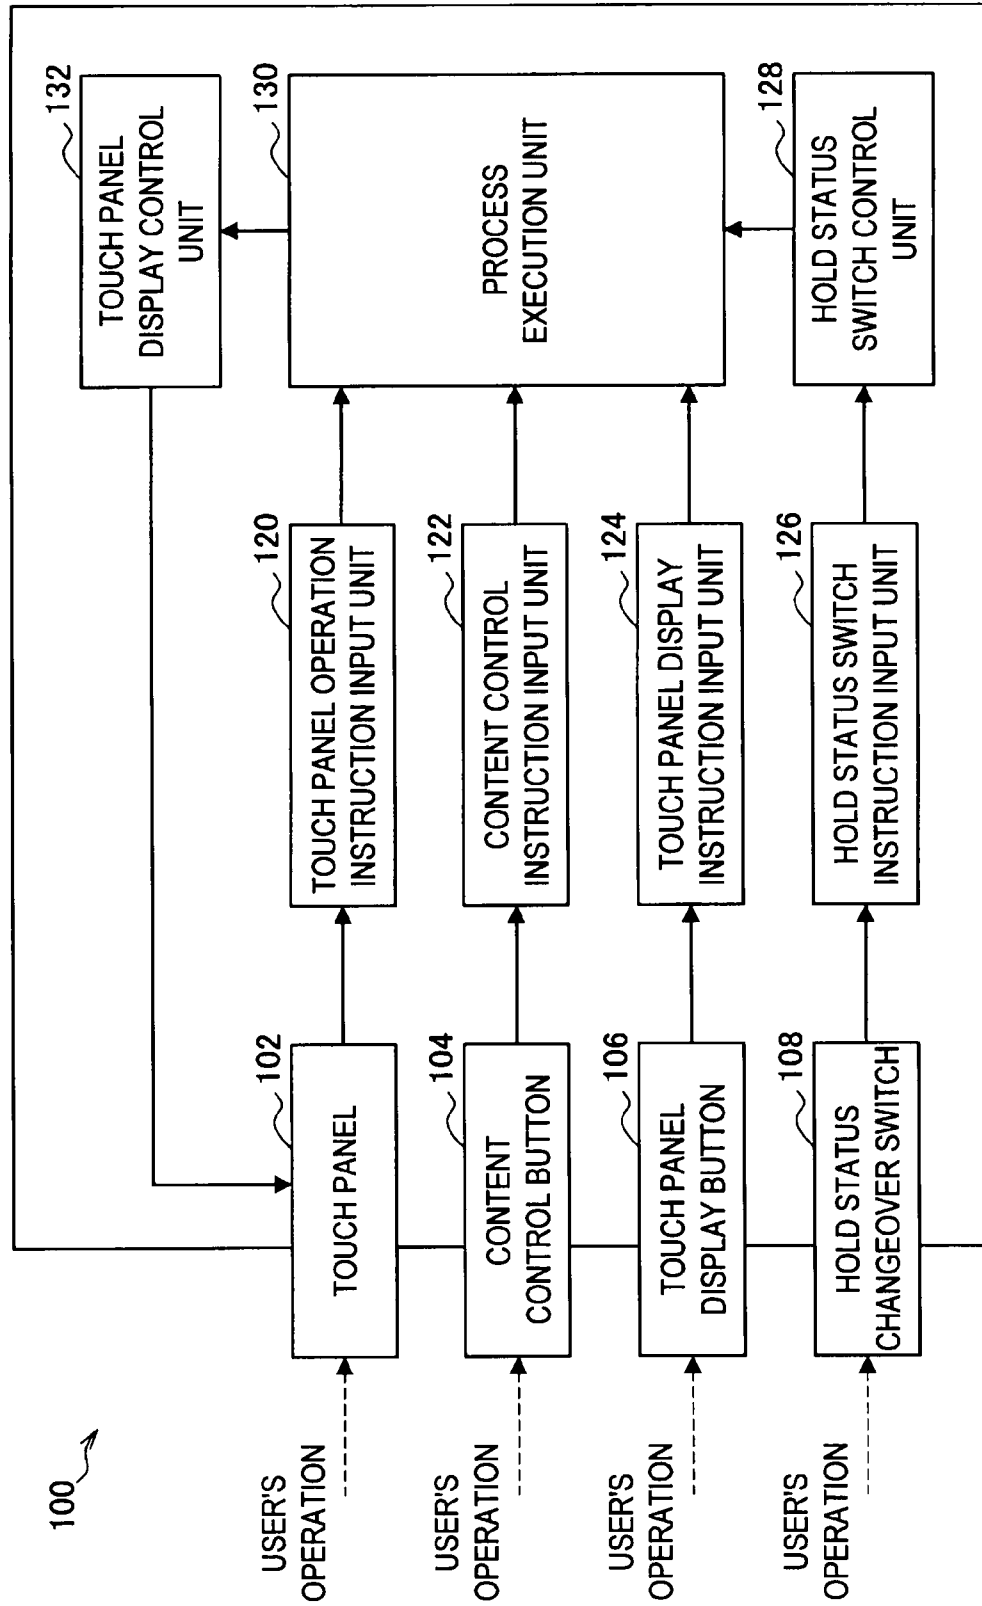 100
USER'S
OPERATION
USER'S
OPERATION
USER'S
OPERATION
USER'S
OPERATION
102
TOUCH PANEL
104
CONTENT
CONTROL BUTTON
106
TOUCH PANEL
DISPLAY BUTTON
108
HOLD STATUS
CHANGEOVER SWITCH
120
TOUCH PANEL OPERATION
INSTRUCTION INPUT UNIT
122
CONTENT CONTROL
INSTRUCTION INPUT UNIT
124
TOUCH PANEL DISPLAY
INSTRUCTION INPUT UNIT
126
HOLD STATUS SWITCH
INSTRUCTION INPUT UNIT
132
TOUCH PANEL
DISPLAY CONTROL
UNIT
130
PROCESS
EXECUTION UNIT
128
HOLD STATUS
SWITCH CONTROL
UNIT